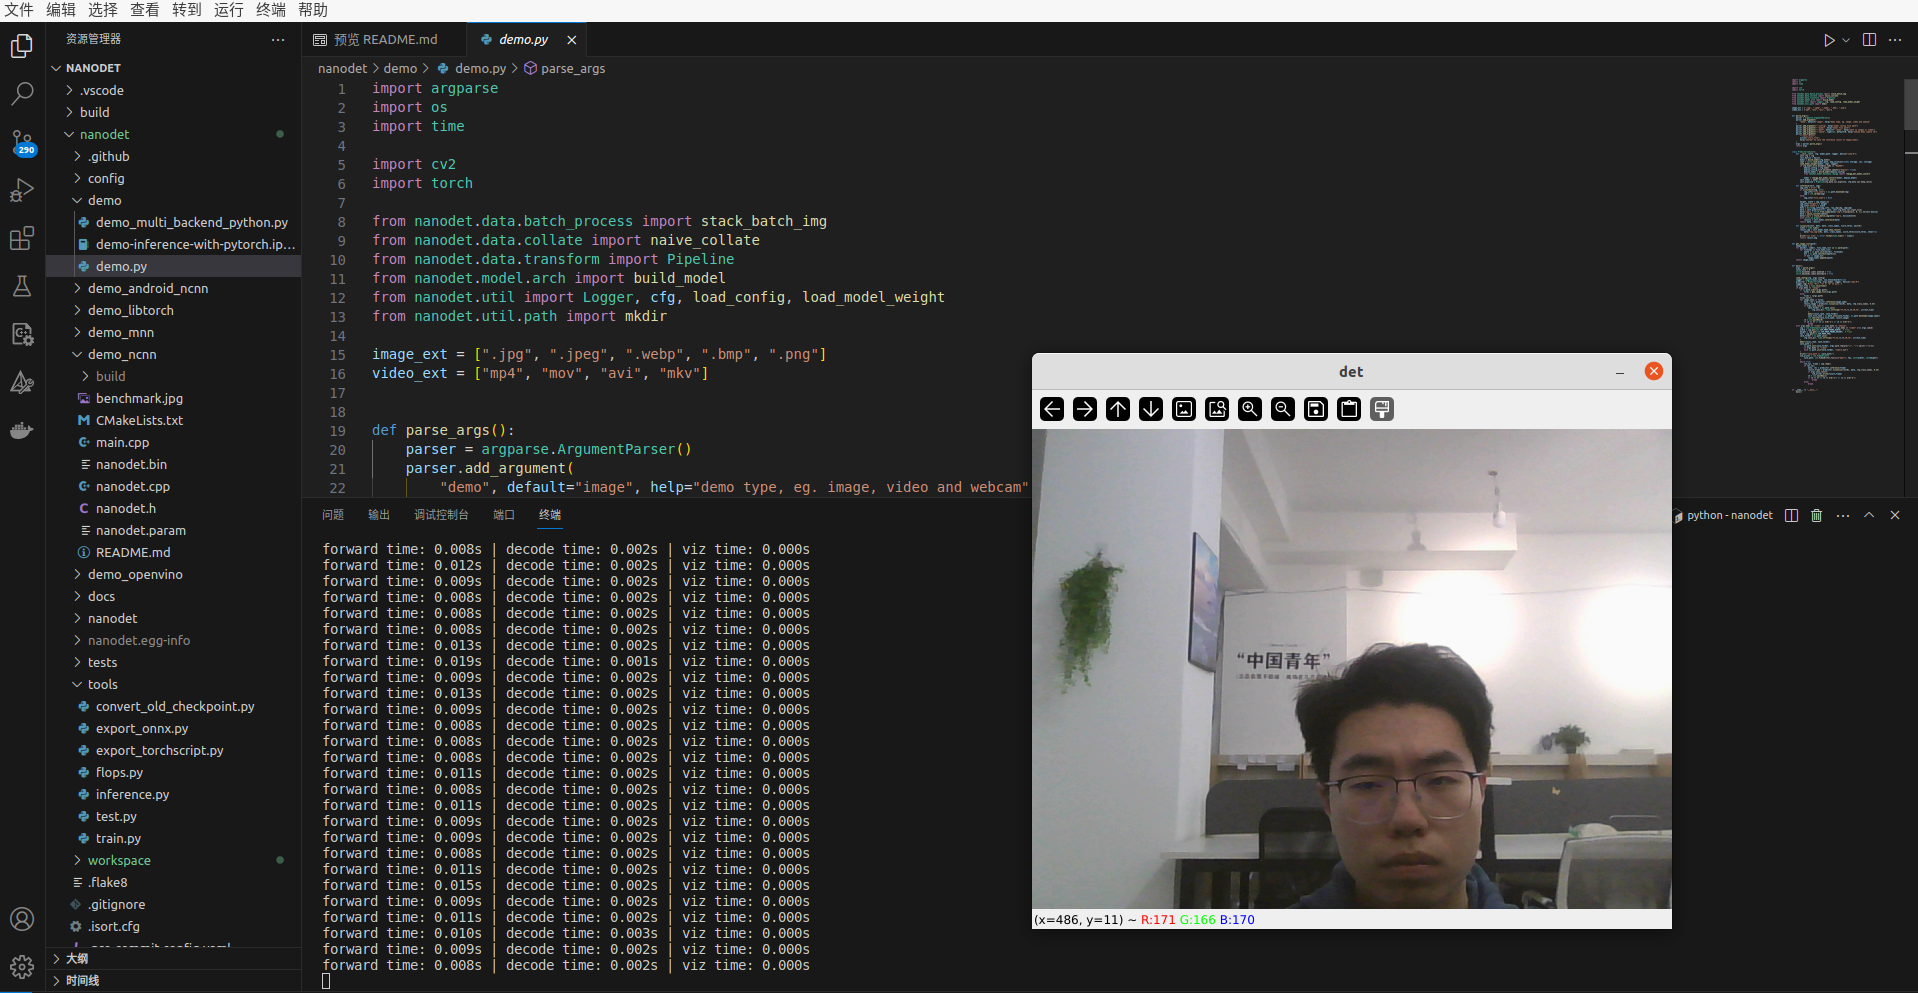 文件 编辑 选择 查看 转到 运行 终端 帮助
资源管理器
NANODET
.vscode
build
nanodet
.github
config
demo
demo_multi_backend_python.py
demo-inference-with-pytorch.ip...
demo.py
demo_android_ncnn
demo_libtorch
demo_mnn
demo_ncnn
build
benchmark.jpg
CMakeLists.txt
main.cpp
nanodet.bin
nanodet.cpp
nanodet.h
nanodet.param
README.md
demo_openvino
docs
nanodet
nanodet.egg-info
tests
tools
convert_old_checkpoint.py
export_onnx.py
export_torchscript.py
flops.py
inference.py
test.py
train.py
workspace
.flake8
.gitignore
.isort.cfg
大纲
时间线
290
预览 README.md
demo.py
nanodet > demo > demo.py > parse_args
1 import argparse
2 import os
3 import time
4
5 import cv2
6 import torch
7
8 from nanodet.data.batch_process import stack_batch_img
9 from nanodet.data.collate import naive_collate
10 from nanodet.data.transform import Pipeline
11 from nanodet.model.arch import build_model
12 from nanodet.util import Logger, cfg, load_config, load_model_weight
13 from nanodet.util.path import mkdir
14
15 image_ext = [".jpg", ".jpeg", ".webp", ".bmp", ".png"]
16 video_ext = ["mp4", "mov", "avi", "mkv"]
17
18
19 def parse_args():
20 parser = argparse.ArgumentParser()
21 parser.add_argument(
22 "demo", default="image", help="demo type, eg. image, video and webcam"
问题 输出 调试控制台 端口 终端
python - nanodet
forward time: 0.008s | decode time: 0.002s | viz time: 0.000s
forward time: 0.012s | decode time: 0.002s | viz time: 0.000s
forward time: 0.009s | decode time: 0.002s | viz time: 0.000s
forward time: 0.008s | decode time: 0.002s | viz time: 0.000s
forward time: 0.008s | decode time: 0.002s | viz time: 0.000s
forward time: 0.008s | decode time: 0.002s | viz time: 0.000s
forward time: 0.013s | decode time: 0.002s | viz time: 0.000s
forward time: 0.019s | decode time: 0.001s | viz time: 0.000s
forward time: 0.009s | decode time: 0.002s | viz time: 0.000s
forward time: 0.013s | decode time: 0.002s | viz time: 0.000s
forward time: 0.009s | decode time: 0.002s | viz time: 0.000s
forward time: 0.008s | decode time: 0.002s | viz time: 0.000s
forward time: 0.008s | decode time: 0.002s | viz time: 0.000s
forward time: 0.008s | decode time: 0.002s | viz time: 0.000s
forward time: 0.011s | decode time: 0.002s | viz time: 0.000s
forward time: 0.008s | decode time: 0.002s | viz time: 0.000s
forward time: 0.011s | decode time: 0.002s | viz time: 0.000s
forward time: 0.009s | decode time: 0.002s | viz time: 0.000s
forward time: 0.009s | decode time: 0.002s | viz time: 0.000s
forward time: 0.008s | decode time: 0.002s | viz time: 0.000s
forward time: 0.011s | decode time: 0.002s | viz time: 0.000s
forward time: 0.015s | decode time: 0.002s | viz time: 0.000s
forward time: 0.009s | decode time: 0.002s | viz time: 0.000s
forward time: 0.011s | decode time: 0.002s | viz time: 0.000s
forward time: 0.010s | decode time: 0.003s | viz time: 0.000s
forward time: 0.009s | decode time: 0.002s | viz time: 0.000s
forward time: 0.008s | decode time: 0.002s | viz time: 0.000s
det
“中国青年”
(x=486, y=11) ~ R:171 G:166 B:170